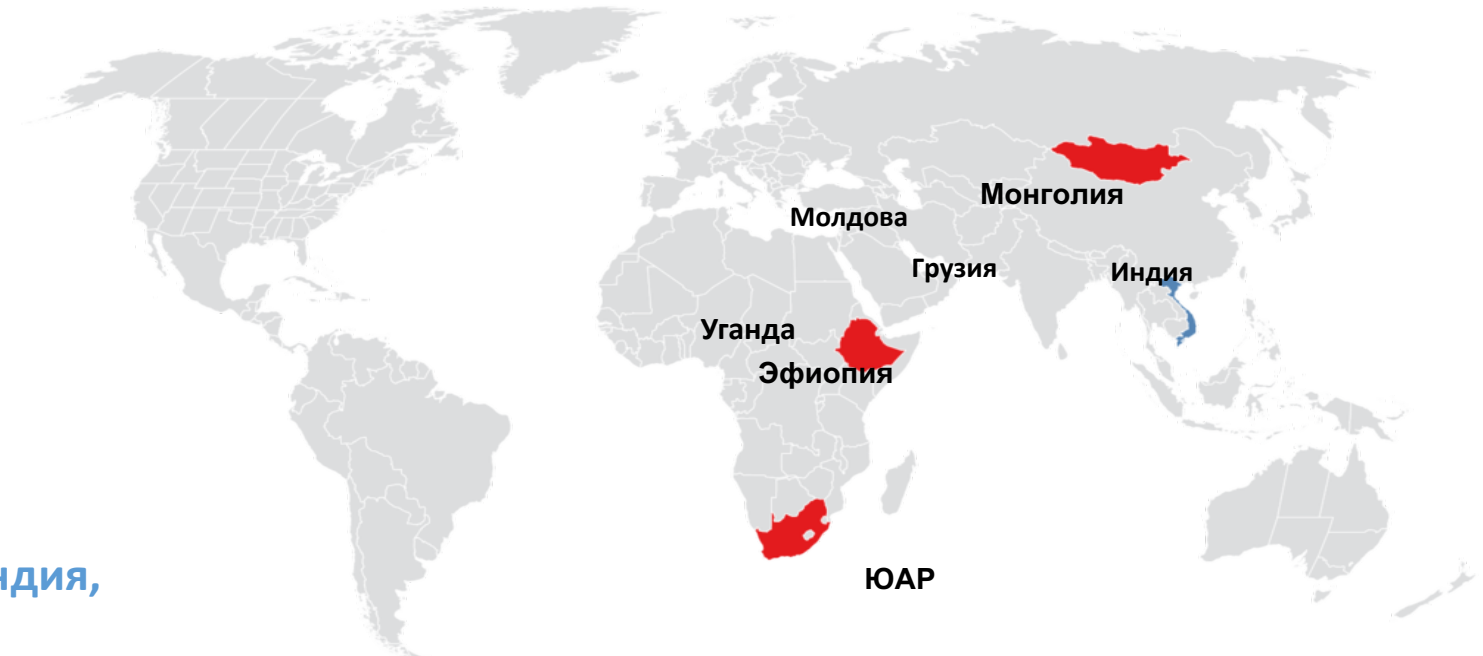 Монголия
Молдова
Грузия
Индия
Уганда
Эфиопия
ндия,
ЮАР